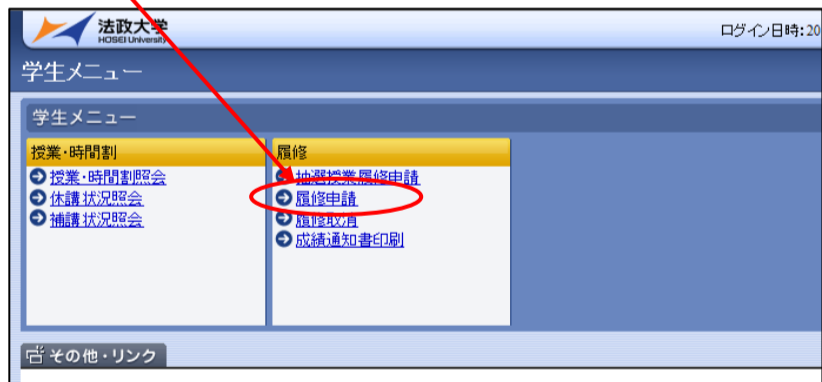 法政大学
HOSEI University
ログイン日時:20
学生メニュー
学生メニュー
授業・時間割
履修
授業・時間割照会
休講状況照会
補講状況照会
抽選授業履修申請
履修申請
履修取消
成績通知書印刷
その他・リンク